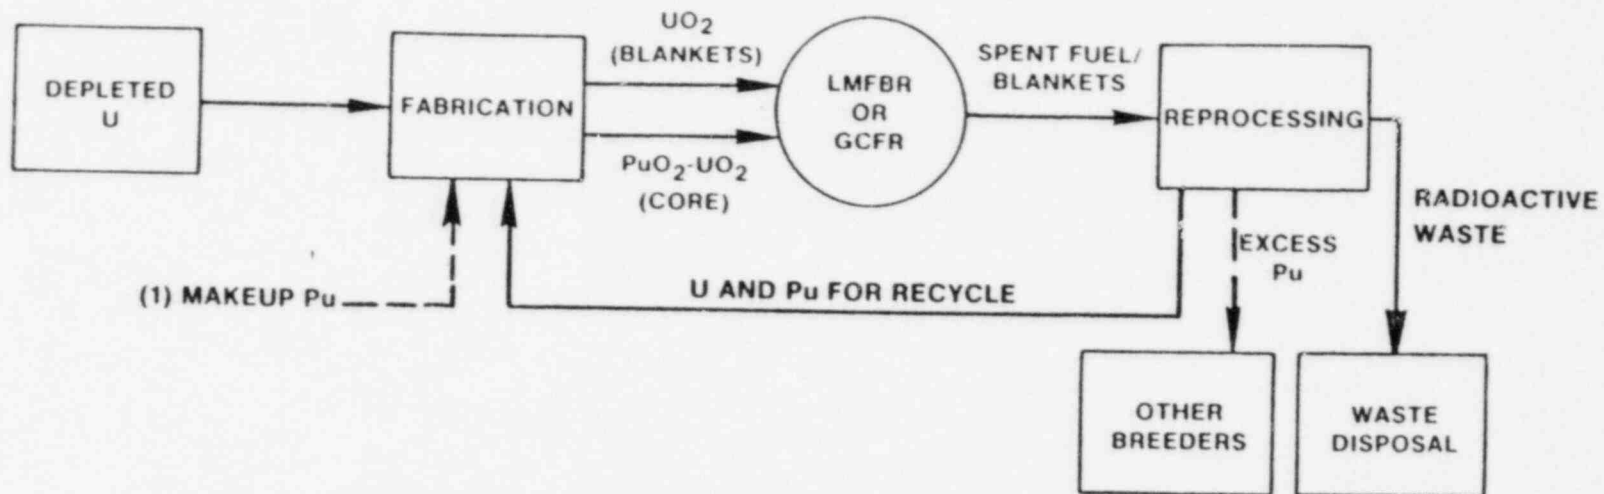 DEPLETED
U
FABRICATION
UO2
(BLANKETS)
PuO2-UO2
(CORE)
LMFBR
OR
GCFR
SPENT FUEL/
BLANKETS
REPROCESSING
RADIOACTIVE
WASTE
EXCESS
Pu
(1) MAKEUP Pu
U AND Pu FOR RECYCLE
OTHER
BREEDERS
WASTE
DISPOSAL